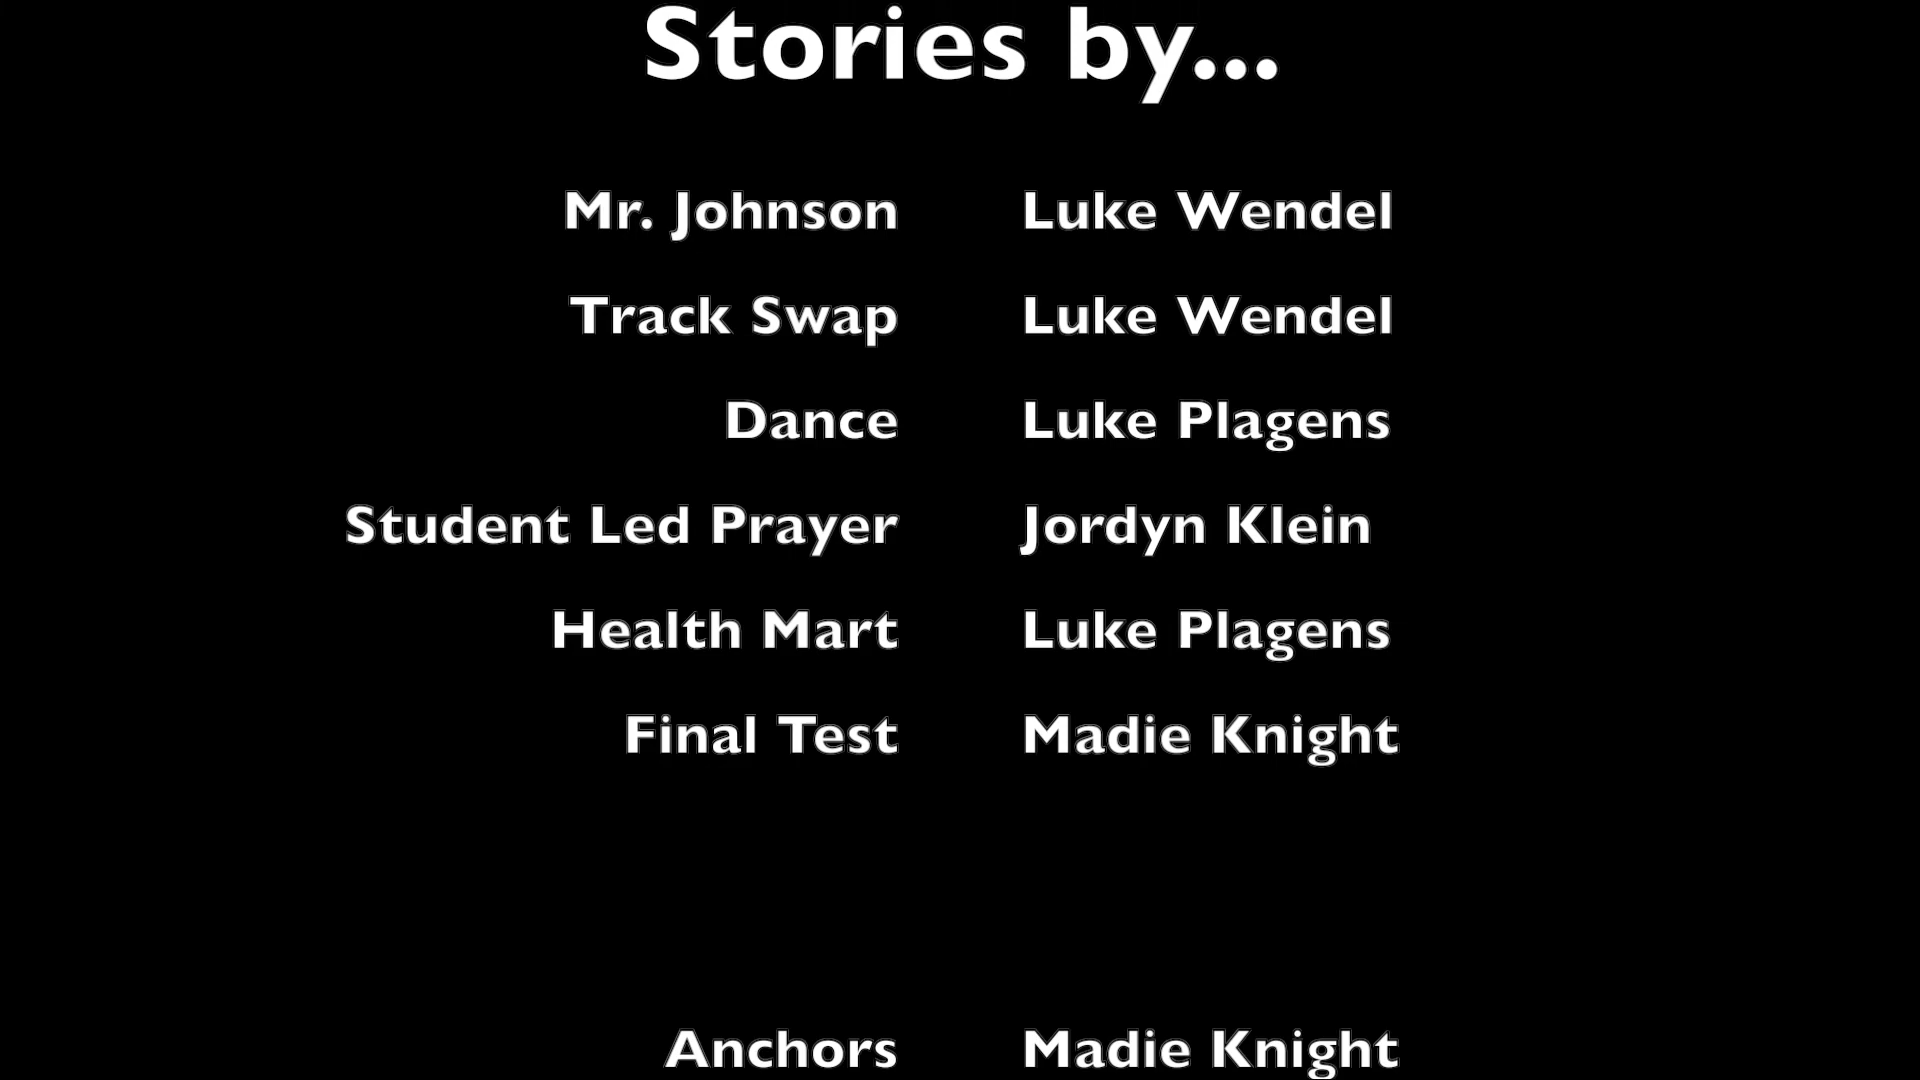 Stories by...
Mr. Johnson Luke Wendel
Track Swap Luke Wendel
Dance Luke Plagens
Student Led Prayer Jordyn Klein
Health Mart Luke Plagens
Final Test Madie Knight
Anchors Madie Knight